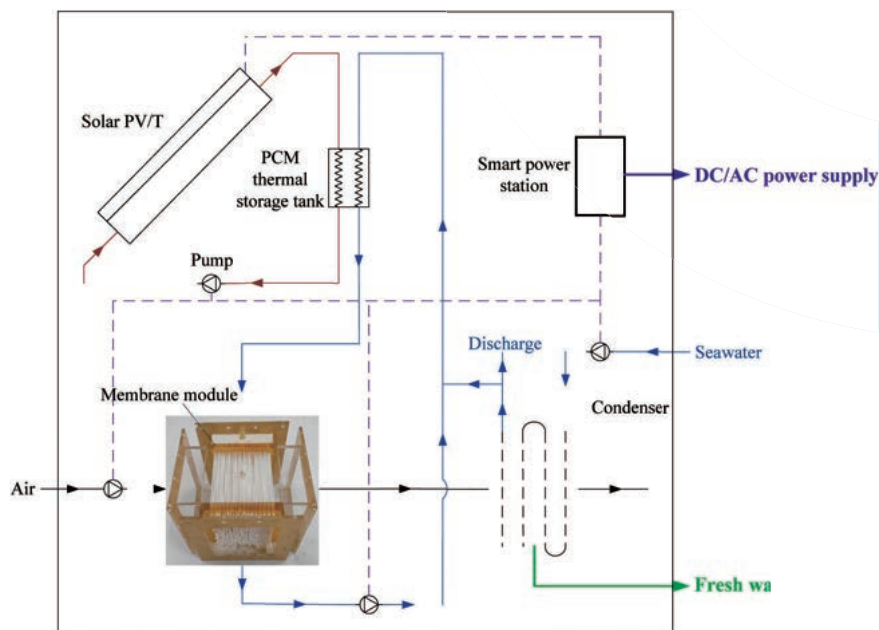 Solar PV/T
PCM
thermal
storage tank
Smart power
station
DC/AC power supply
Pump
Discharge
Seawater
Membrane module
Condenser
Air
Fresh wa